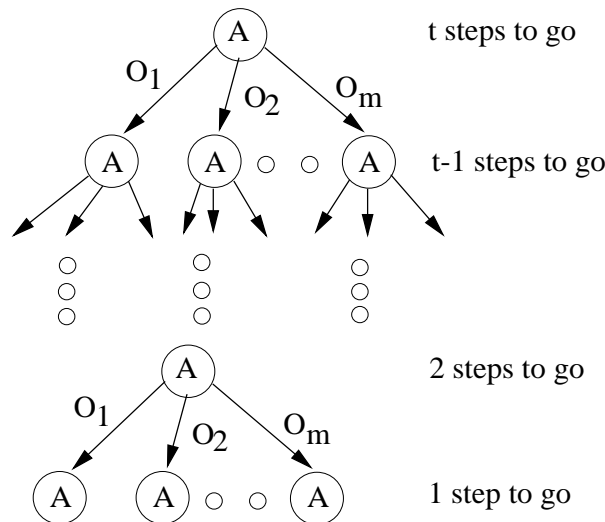 A t steps to go
O1 O2 Om
A A A t-1 steps to go
A 2 steps to go
O1 O2 Om
A A A 1 step to go